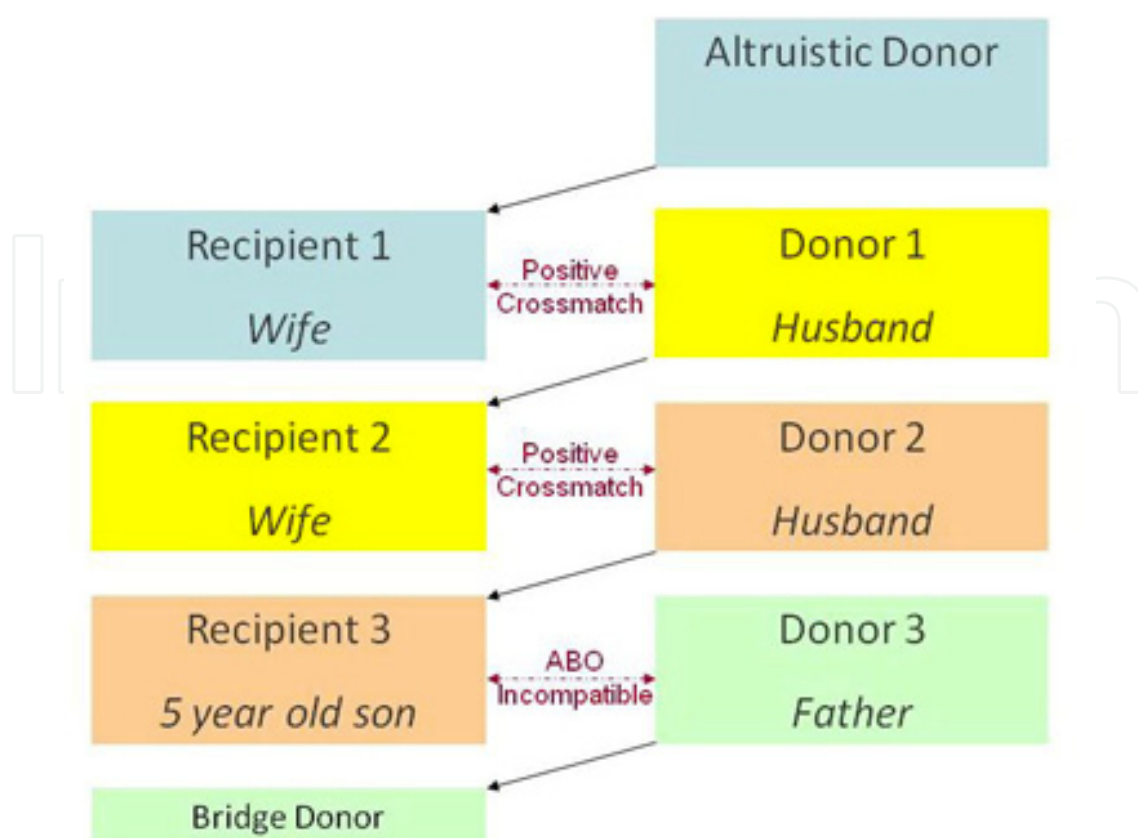 Altruistic Donor
Recipient 1
Wife
Positive
Crossmatch
Donor 1
Husband
Recipient 2
Wife
Positive
Crossmatch
Donor 2
Husband
Recipient 3
5 year old son
ABO
Incompatible
Donor 3
Father
Bridge Donor